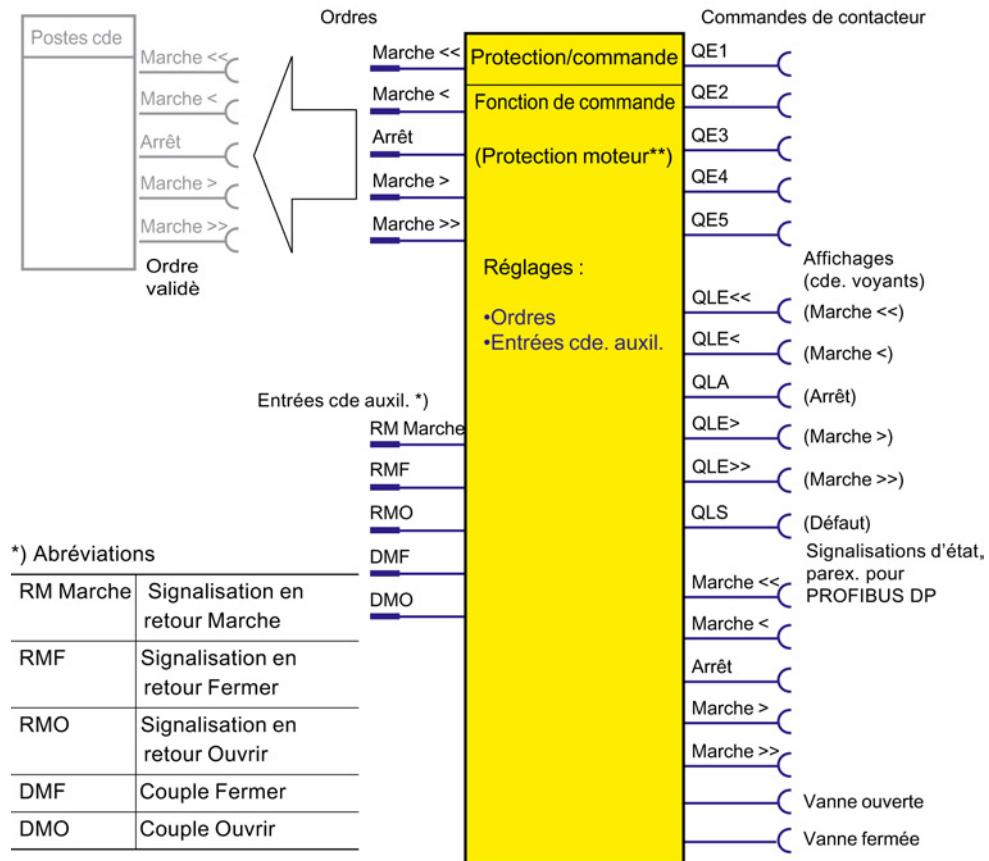 Postes cde
Marche <<
Marche <
Arrêt
Marche >
Marche >>
Ordre
validè
Ordres
Marche <<
Marche <
Arrêt
Marche >
Marche >>
Entrées cde auxil. *)
RM Marche
RMF
RMO
DMF
DMO
Protection/commande
Fonction de commande
(Protection moteur**)
Réglages :
•Ordres
•Entrées cde. auxil.
Commandes de contacteur
QE1
QE2
QE3
QE4
QE5
Affichages
(cde. voyants)
QLE<< (Marche <<)
QLE< (Marche <)
QLA (Arrêt)
QLE> (Marche >)
QLE>> (Marche >>)
QLS (Défaut)
Signalisations d'état,
parex. pour
PROFIBUS DP
Marche <<
Marche <
Arrêt
Marche >
Marche >>
Vanne ouverte
Vanne fermée
*) Abréviations
RM Marche Signalisation en
retour Marche
RMF Signalisation en
retour Fermer
RMO Signalisation en
retour Ouvrir
DMF Couple Fermer
DMO Couple Ouvrir